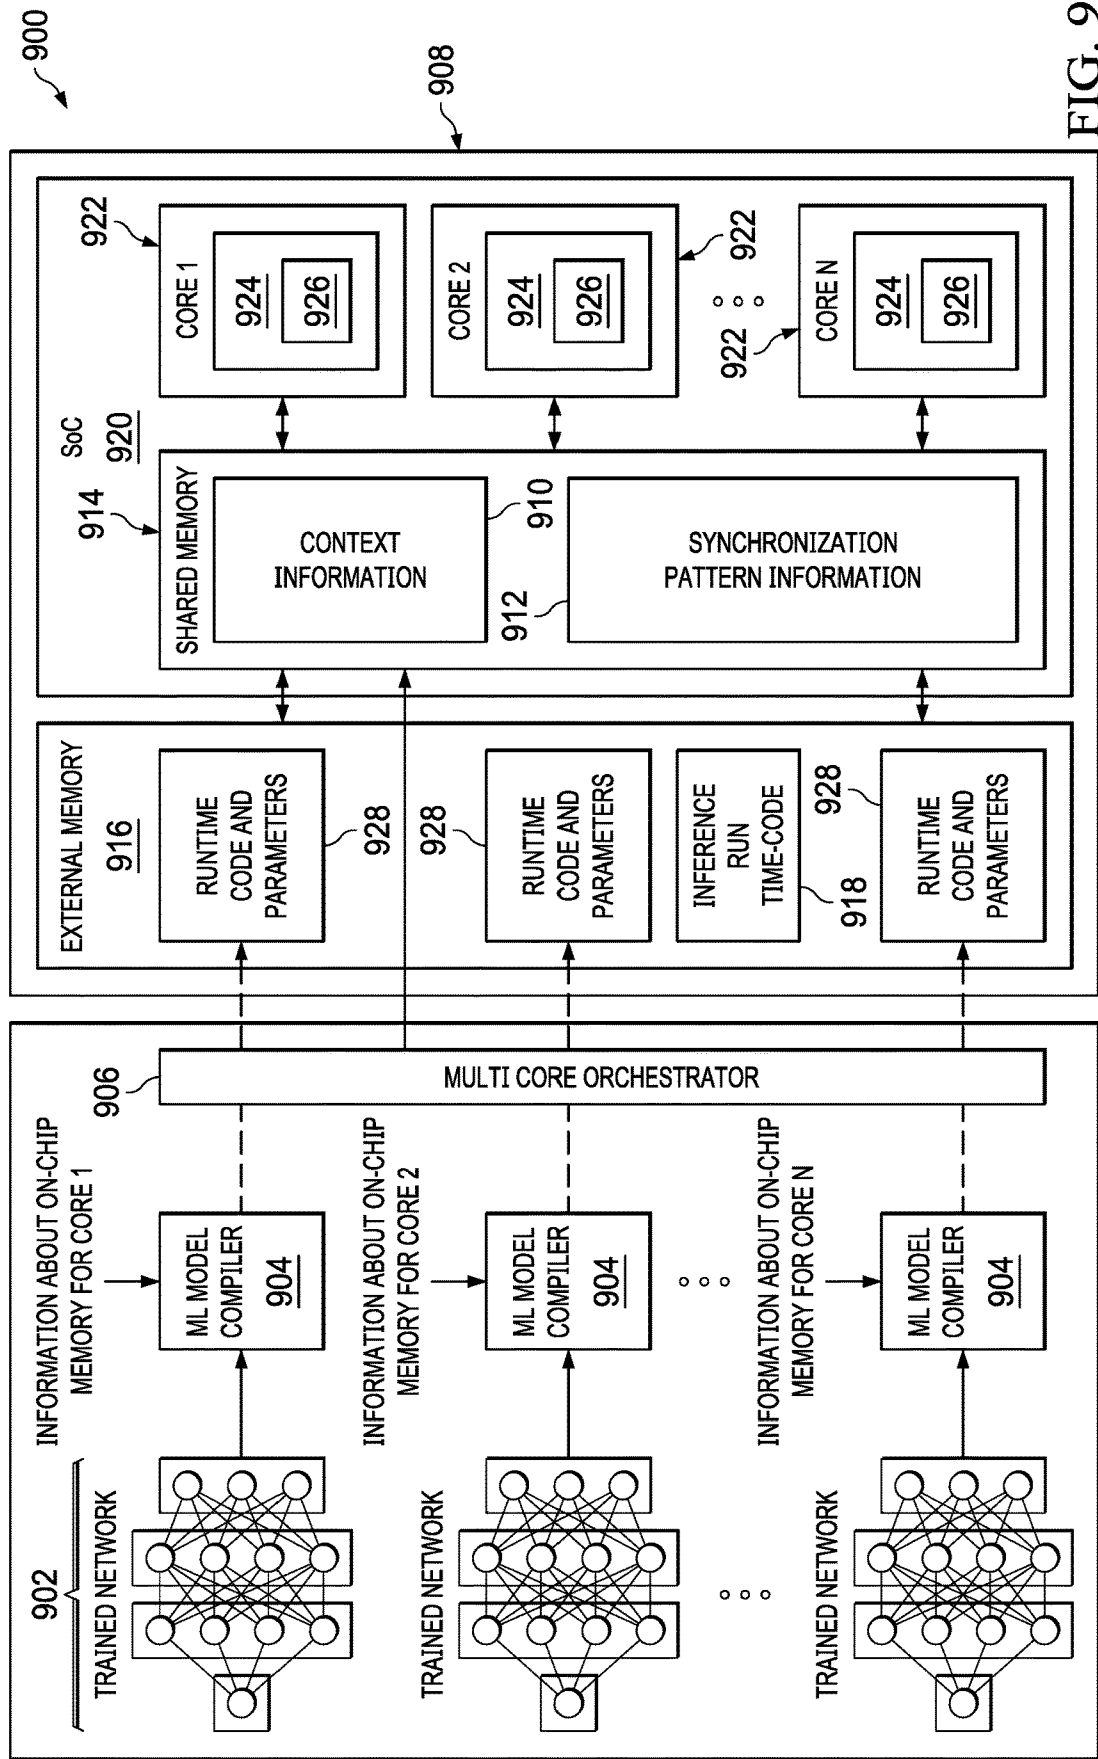 900
908
902
TRAINED NETWORK
INFORMATION ABOUT ON-CHIP
MEMORY FOR CORE 1
ML MODEL
COMPILER
904
TRAINED NETWORK
INFORMATION ABOUT ON-CHIP
MEMORY FOR CORE 2
ML MODEL
COMPILER
904
TRAINED NETWORK
INFORMATION ABOUT ON-CHIP
MEMORY FOR CORE N
ML MODEL
COMPILER
904
906
MULTI CORE ORCHESTRATOR
EXTERNAL MEMORY
916
RUNTIME
CODE AND
PARAMETERS
928
928
RUNTIME
CODE AND
PARAMETERS
INFERENCE
RUN
TIME-CODE
918
928
RUNTIME
CODE AND
PARAMETERS
SoC
920
914
SHARED MEMORY
CONTEXT
INFORMATION
910
912
SYNCHRONIZATION
PATTERN INFORMATION
922
CORE 1
924
926
CORE 2
924
926
922
922
CORE N
924
926
FIG. 9